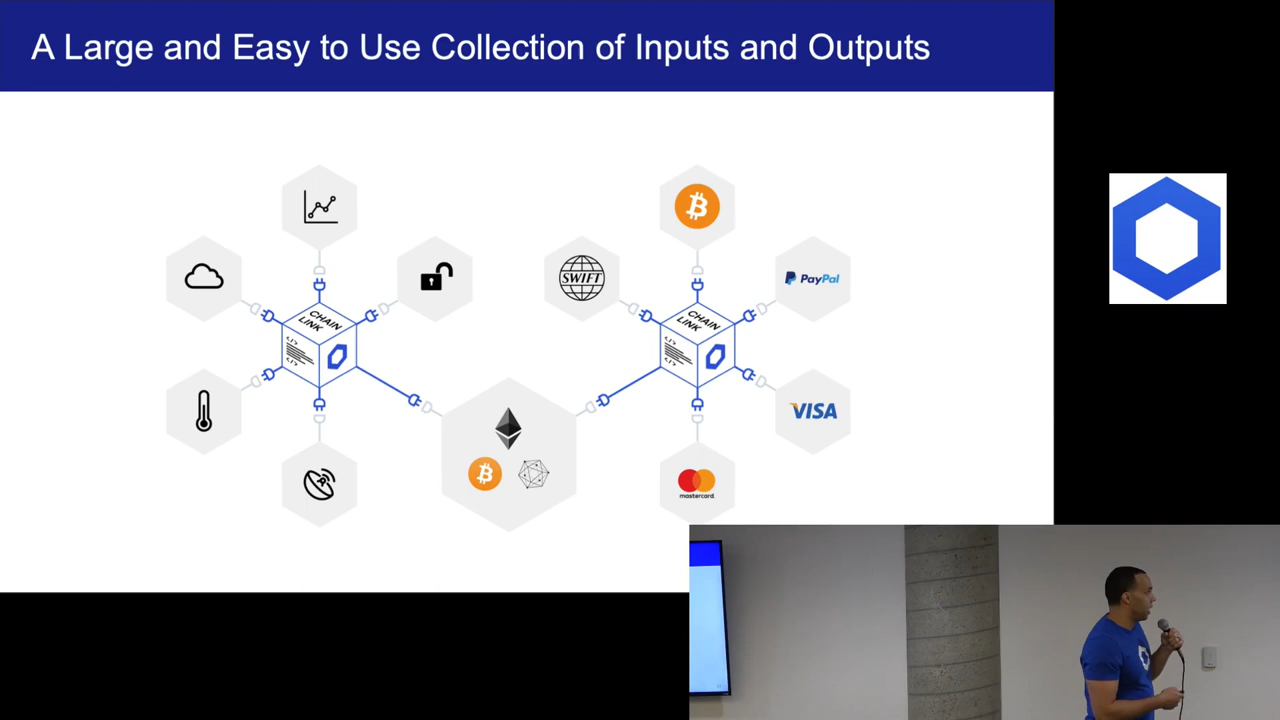 A Large and Easy to Use Collection of Inputs and Outputs
SWIFT
PayPal
CHAIN
LINK
</>
</>
CHAIN
LINK
</>
</>
VISA
mastercard